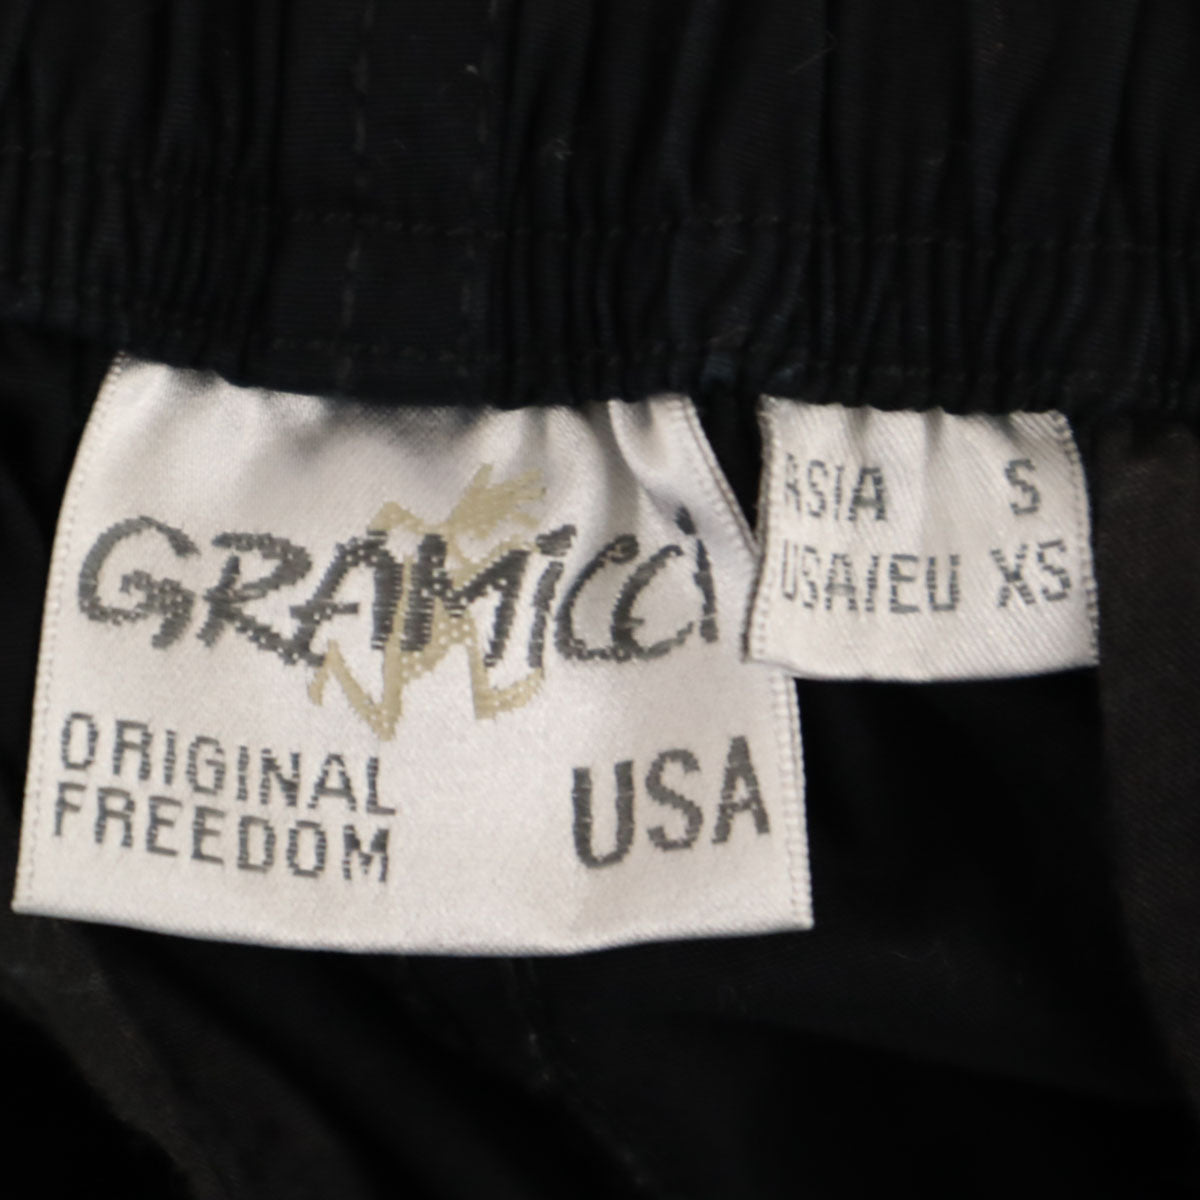 GRAMiCCi
ORIGINAL
FREEDOM
USA
ASIA S
USA/EU XS